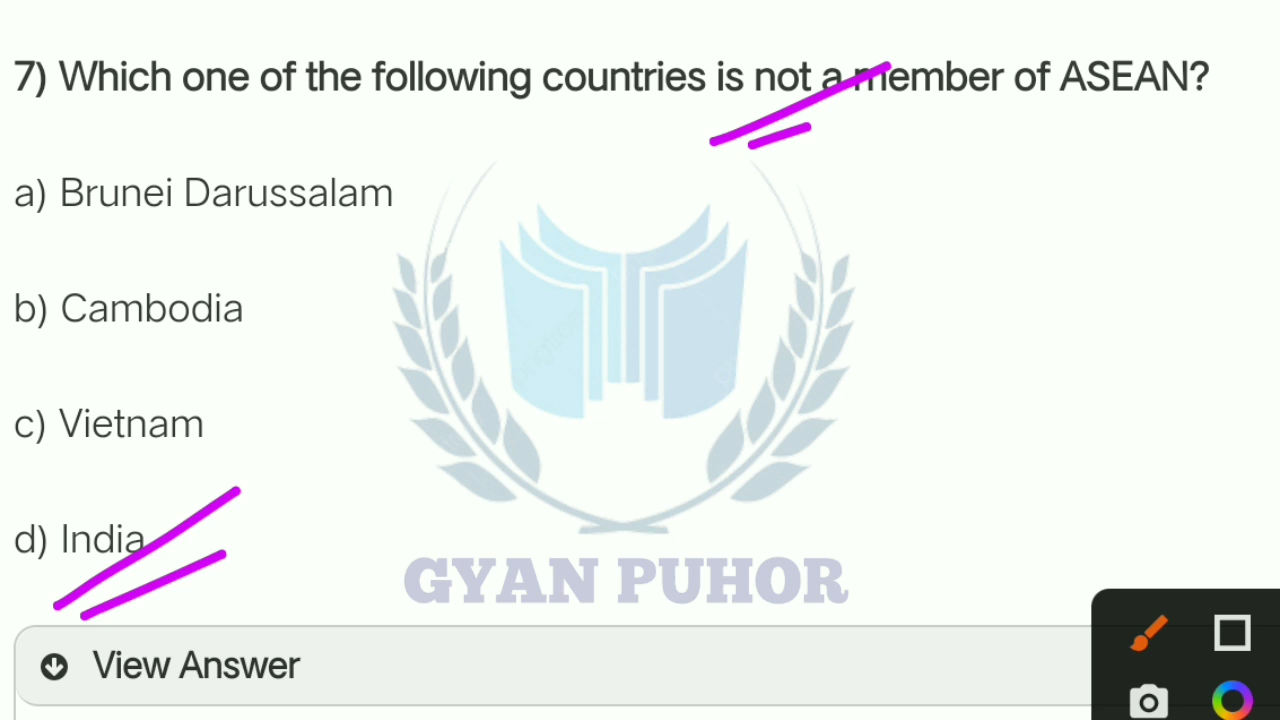 7) Which one of the following countries is not a member of ASEAN?
a) Brunei Darussalam
b) Cambodia
c) Vietnam
d) India
GYAN PUHOR
View Answer